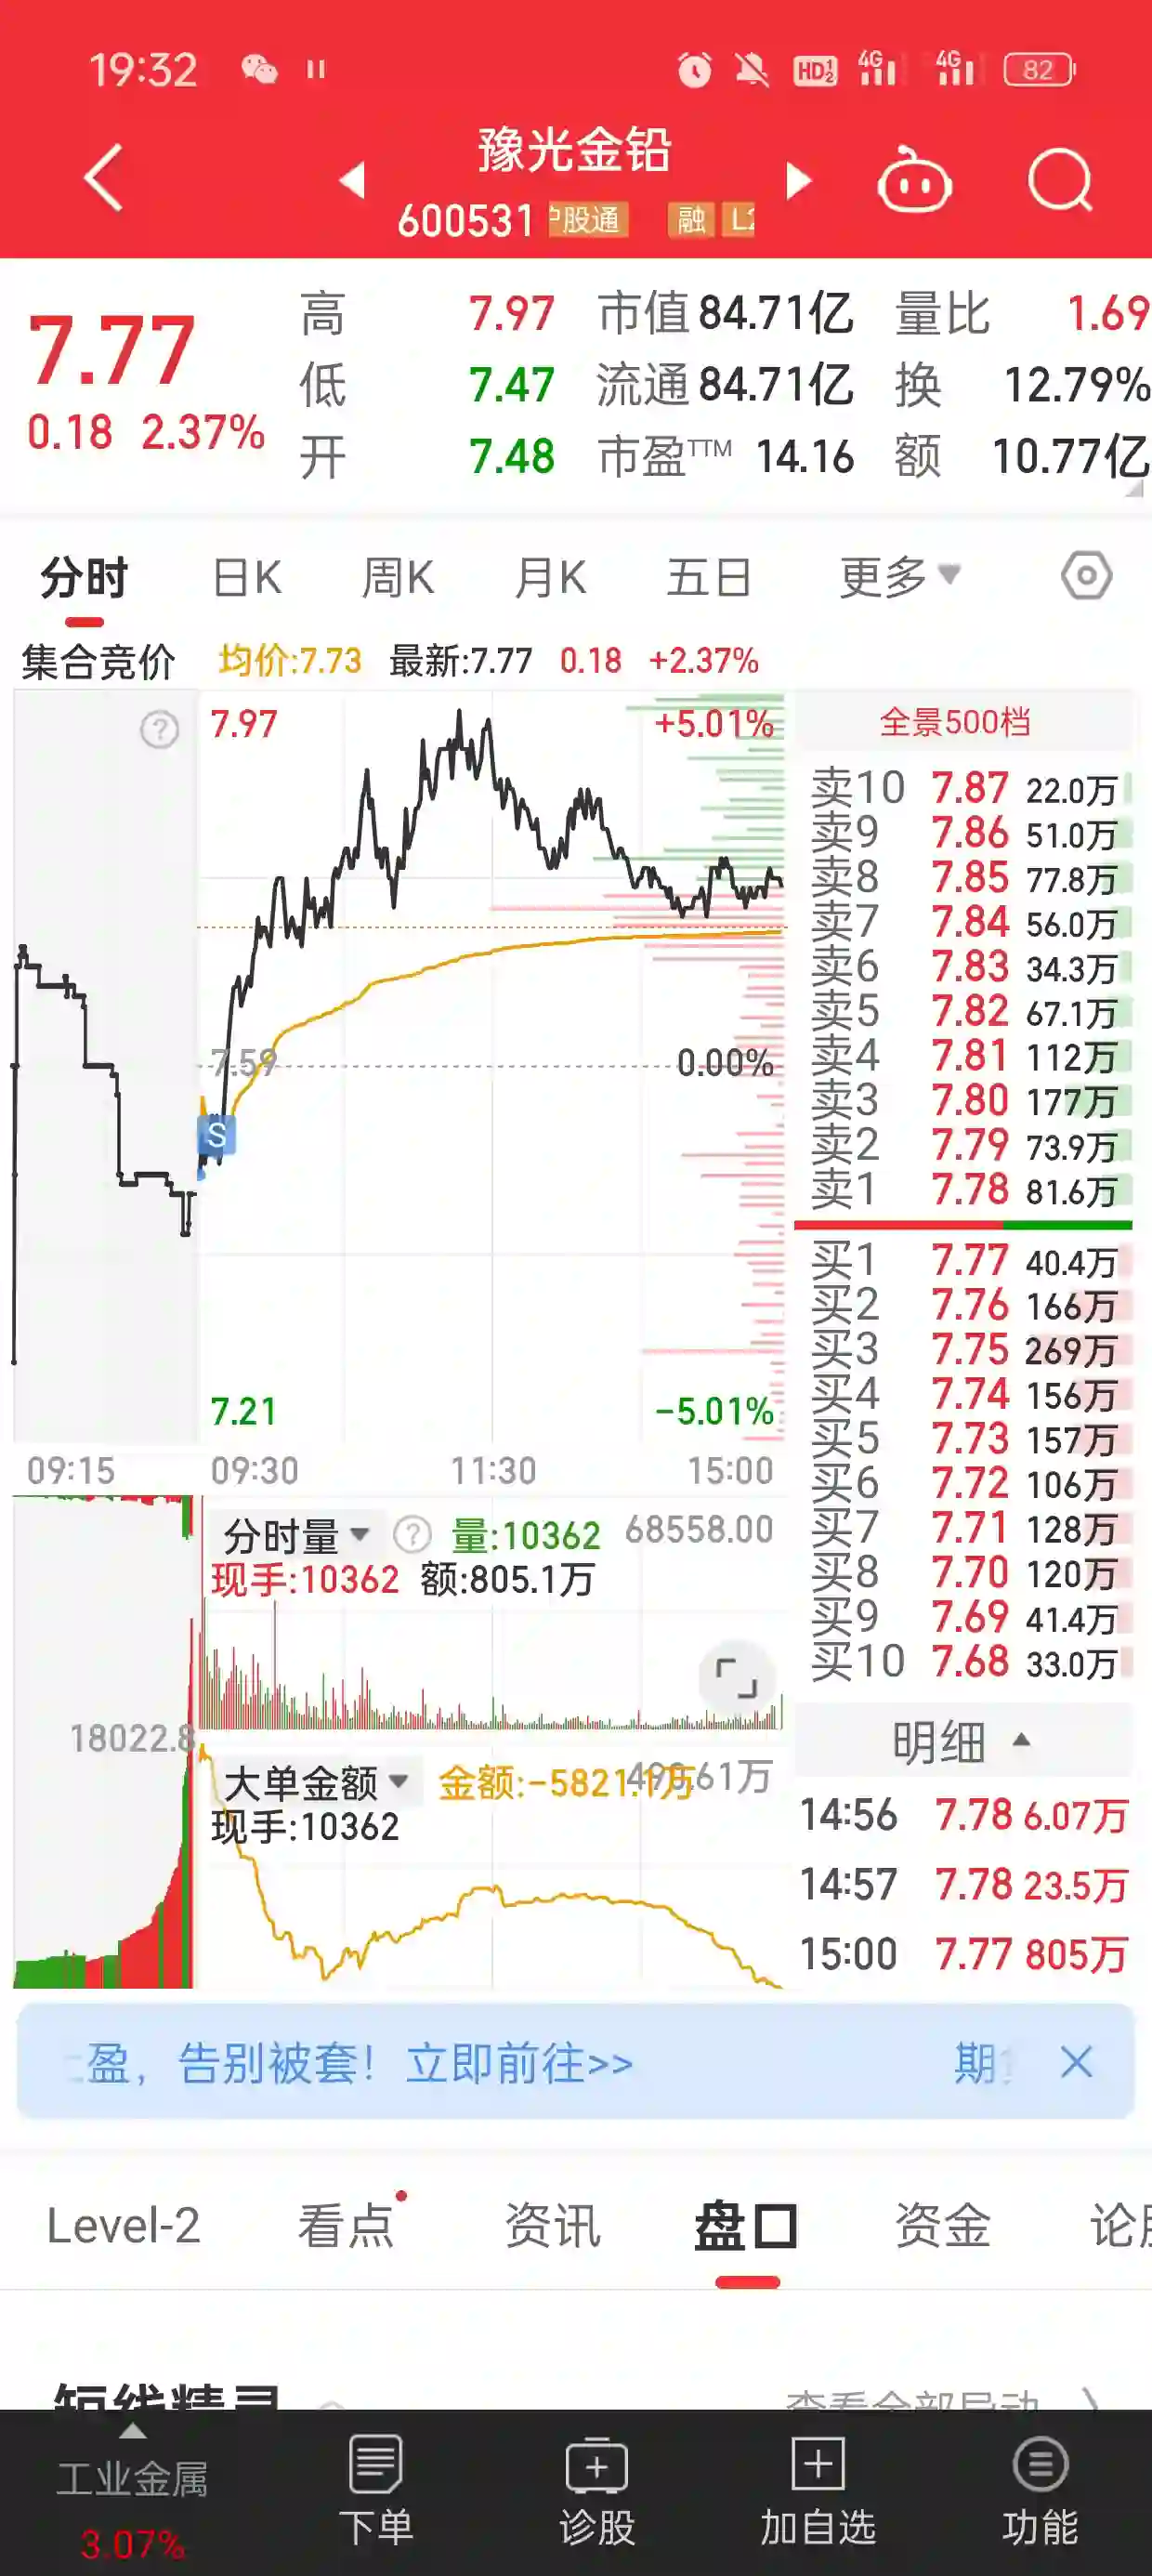 19:32 HD 1 2 4G 4G 82
豫光金铅
600531 股通 融 L2
7.77
0.18 2.37%
高 7.97 市值 84.71亿 量比 1.69
低 7.47 流通 84.71亿 换 12.79%
开 7.48 市盈TTM 14.16 额 10.77亿
分时 日K 周K 月K 五日 更多
集合竞价 均价:7.73 最新:7.77 0.18 +2.37%
? 7.97 +5.01%
7.59 0.00%
S
7.21 -5.01%
09:15 09:30 11:30 15:00
分时量 ? 量:10362 68558.00
现手:10362 额:805.1万
18022.8
大单金额 金额:-5821.1万
现手:10362
全景500档
卖10 7.87 22.0万
卖9 7.86 51.0万
卖8 7.85 77.8万
卖7 7.84 56.0万
卖6 7.83 34.3万
卖5 7.82 67.1万
卖4 7.81 112万
卖3 7.80 177万
卖2 7.79 73.9万
卖1 7.78 81.6万
买1 7.77 40.4万
买2 7.76 166万
买3 7.75 269万
买4 7.74 156万
买5 7.73 157万
买6 7.72 106万
买7 7.71 128万
买8 7.70 120万
买9 7.69 41.4万
买10 7.68 33.0万
明细
14:56 7.78 6.07万
14:57 7.78 23.5万
15:00 7.77 805万
盈，告别被套！立即前往>> 期
Level-2 看点 资讯 盘口 资金 论
短线精灵 查看全部异动
工业金属 下单 诊股 加自选 功能
3.07%